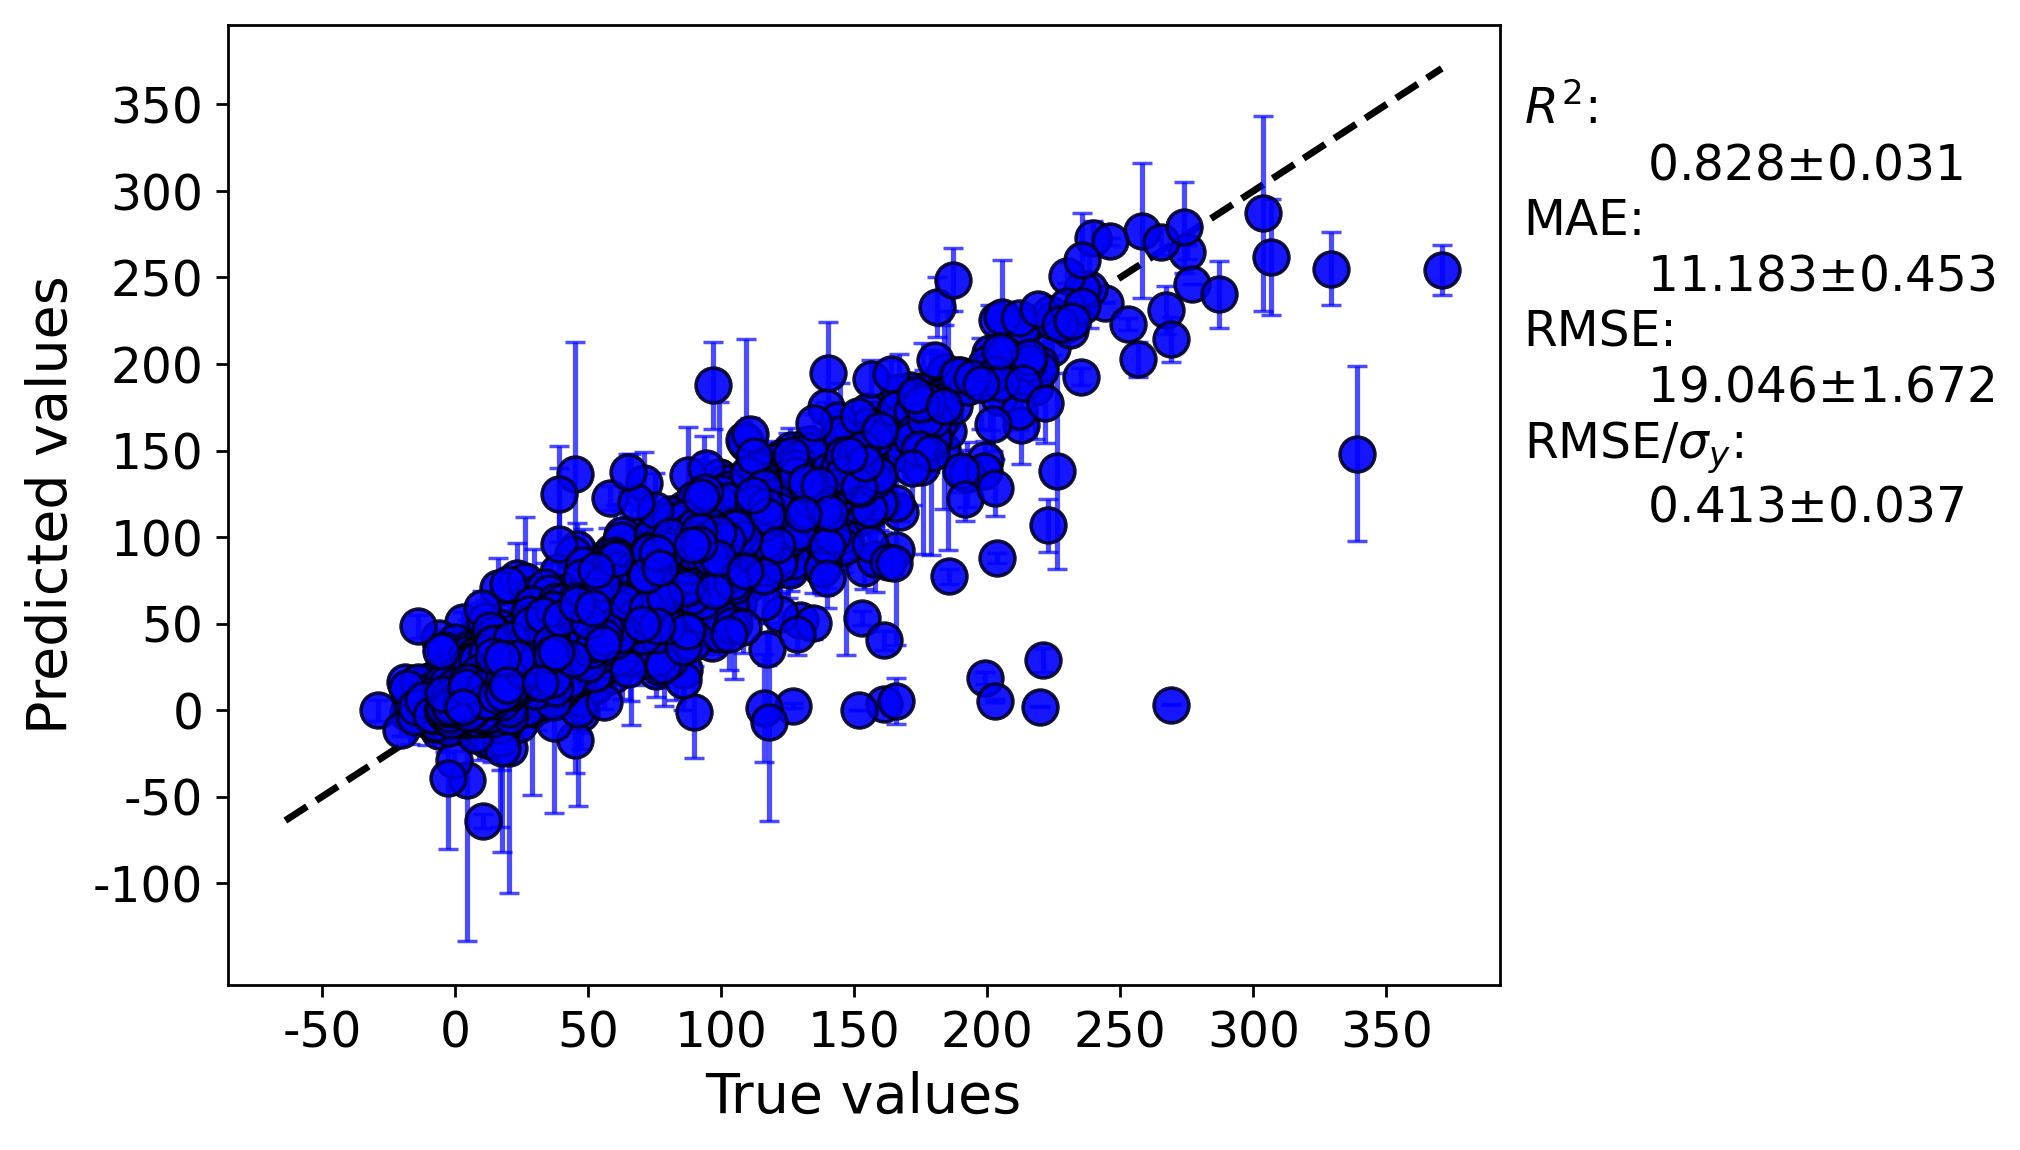 350
300
250
200
150
100
50
0
-50
-100
-50 0 50 100 150 200 250 300 350
True values
Predicted values
R²:
0.828±0.031
MAE:
11.183±0.453
RMSE:
19.046±1.672
RMSE/σ_y:
0.413±0.037